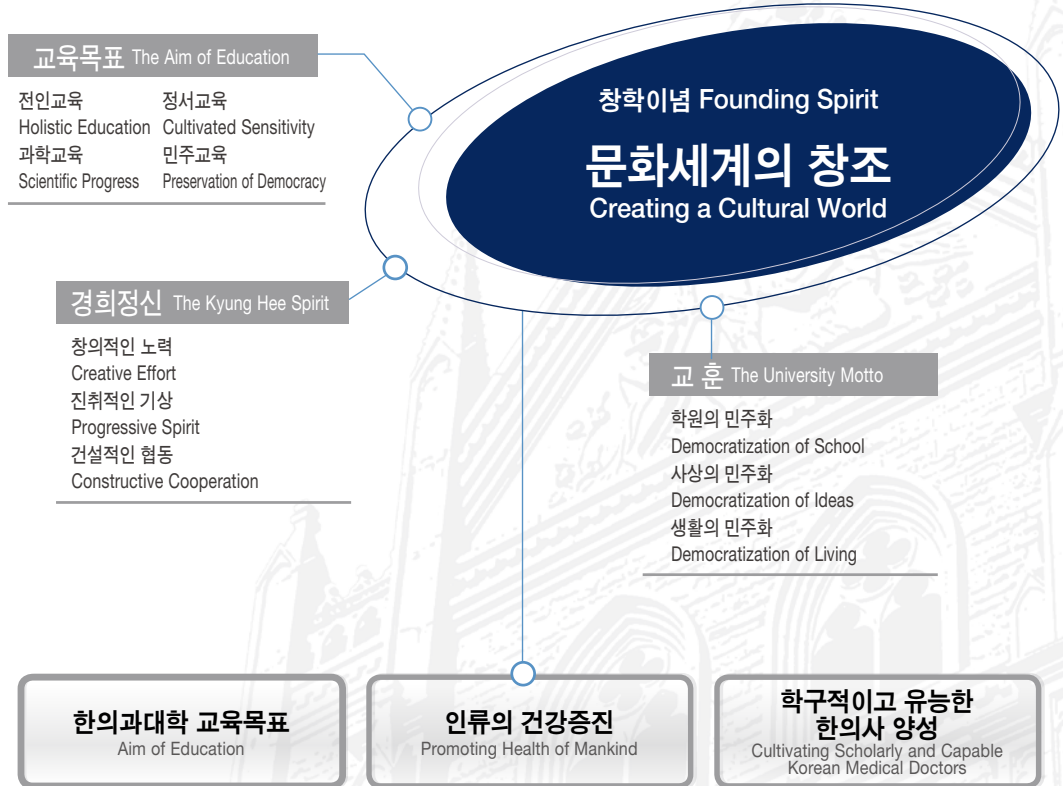 교육목표 The Aim of Education
전인교육 정서교육
Holistic Education Cultivated Sensitivity
과학교육 민주교육
Scientific Progress Preservation of Democracy
창학이념 Founding Spirit
문화세계의 창조
Creating a Cultural World
경희정신 The Kyung Hee Spirit
창의적인 노력
Creative Effort
진취적인 기상
Progressive Spirit
건설적인 협동
Constructive Cooperation
교 훈 The University Motto
학원의 민주화
Democratization of School
사상의 민주화
Democratization of Ideas
생활의 민주화
Democratization of Living
한의과대학 교육목표
Aim of Education
인류의 건강증진
Promoting Health of Mankind
학구적이고 유능한
한의사 양성
Cultivating Scholarly and Capable
Korean Medical Doctors